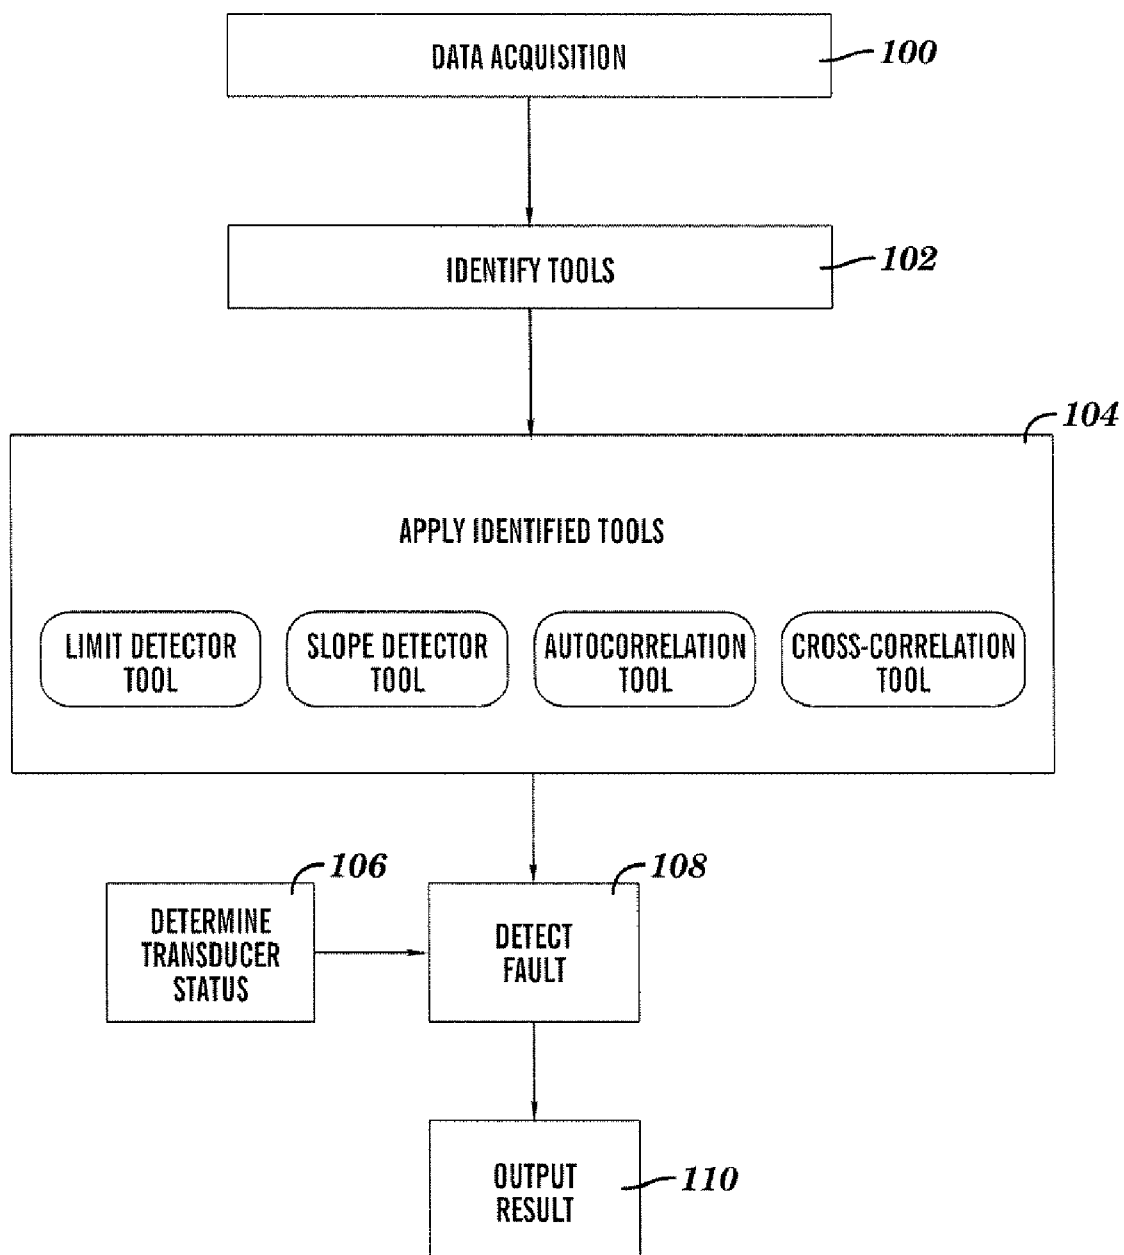 DATA ACQUISITION
100
IDENTIFY TOOLS
102
104
APPLY IDENTIFIED TOOLS
LIMIT DETECTOR
TOOL
SLOPE DETECTOR
TOOL
AUTOCORRELATION
TOOL
CROSS-CORRELATION
TOOL
106
DETERMINE
TRANSDUCER
STATUS
108
DETECT
FAULT
OUTPUT
RESULT
110